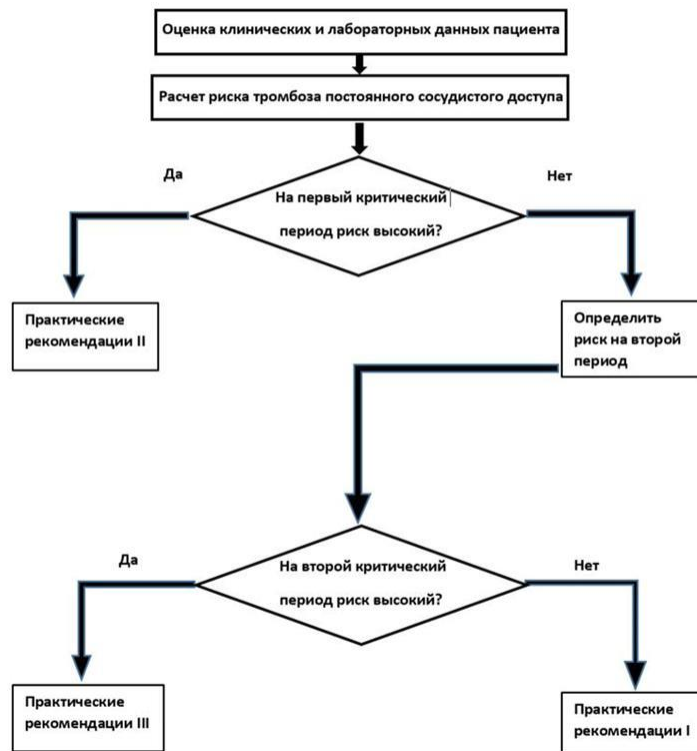 Оценка клинических и лабораторных данных пациента
Расчет риска тромбоза постоянного сосудистого доступа
Да
Нет
На первый критический
период риск высокий?
Практические
рекомендации II
Определить
риск на второй
период
Да
Нет
На второй критический
период риск высокий?
Практические
рекомендации III
Практические
рекомендации I